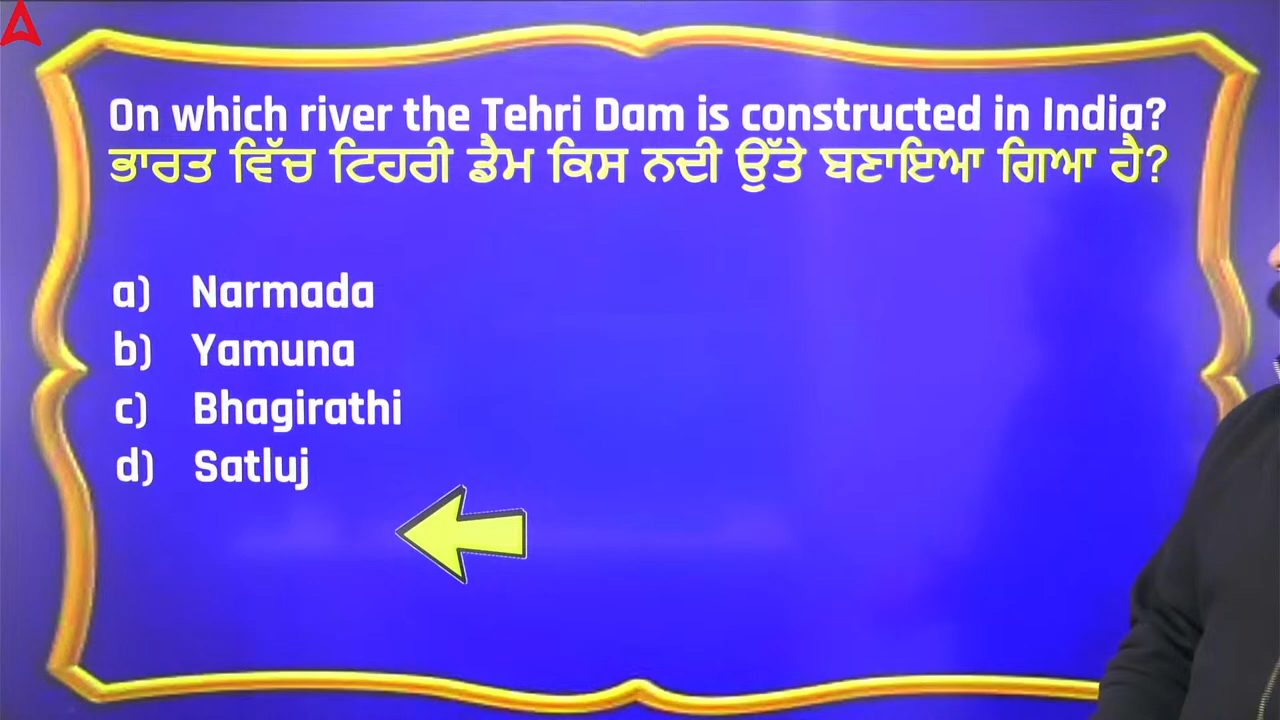 On which river the Tehri Dam is constructed in India?
ਭਾਰਤ ਵਿੱਚ ਟਿਹਰੀ ਡੈਮ ਕਿਸ ਨਦੀ ਉੱਤੇ ਬਣਾਇਆ ਗਿਆ ਹੈ?
a) Narmada
b) Yamuna
c) Bhagirathi
d) Satluj